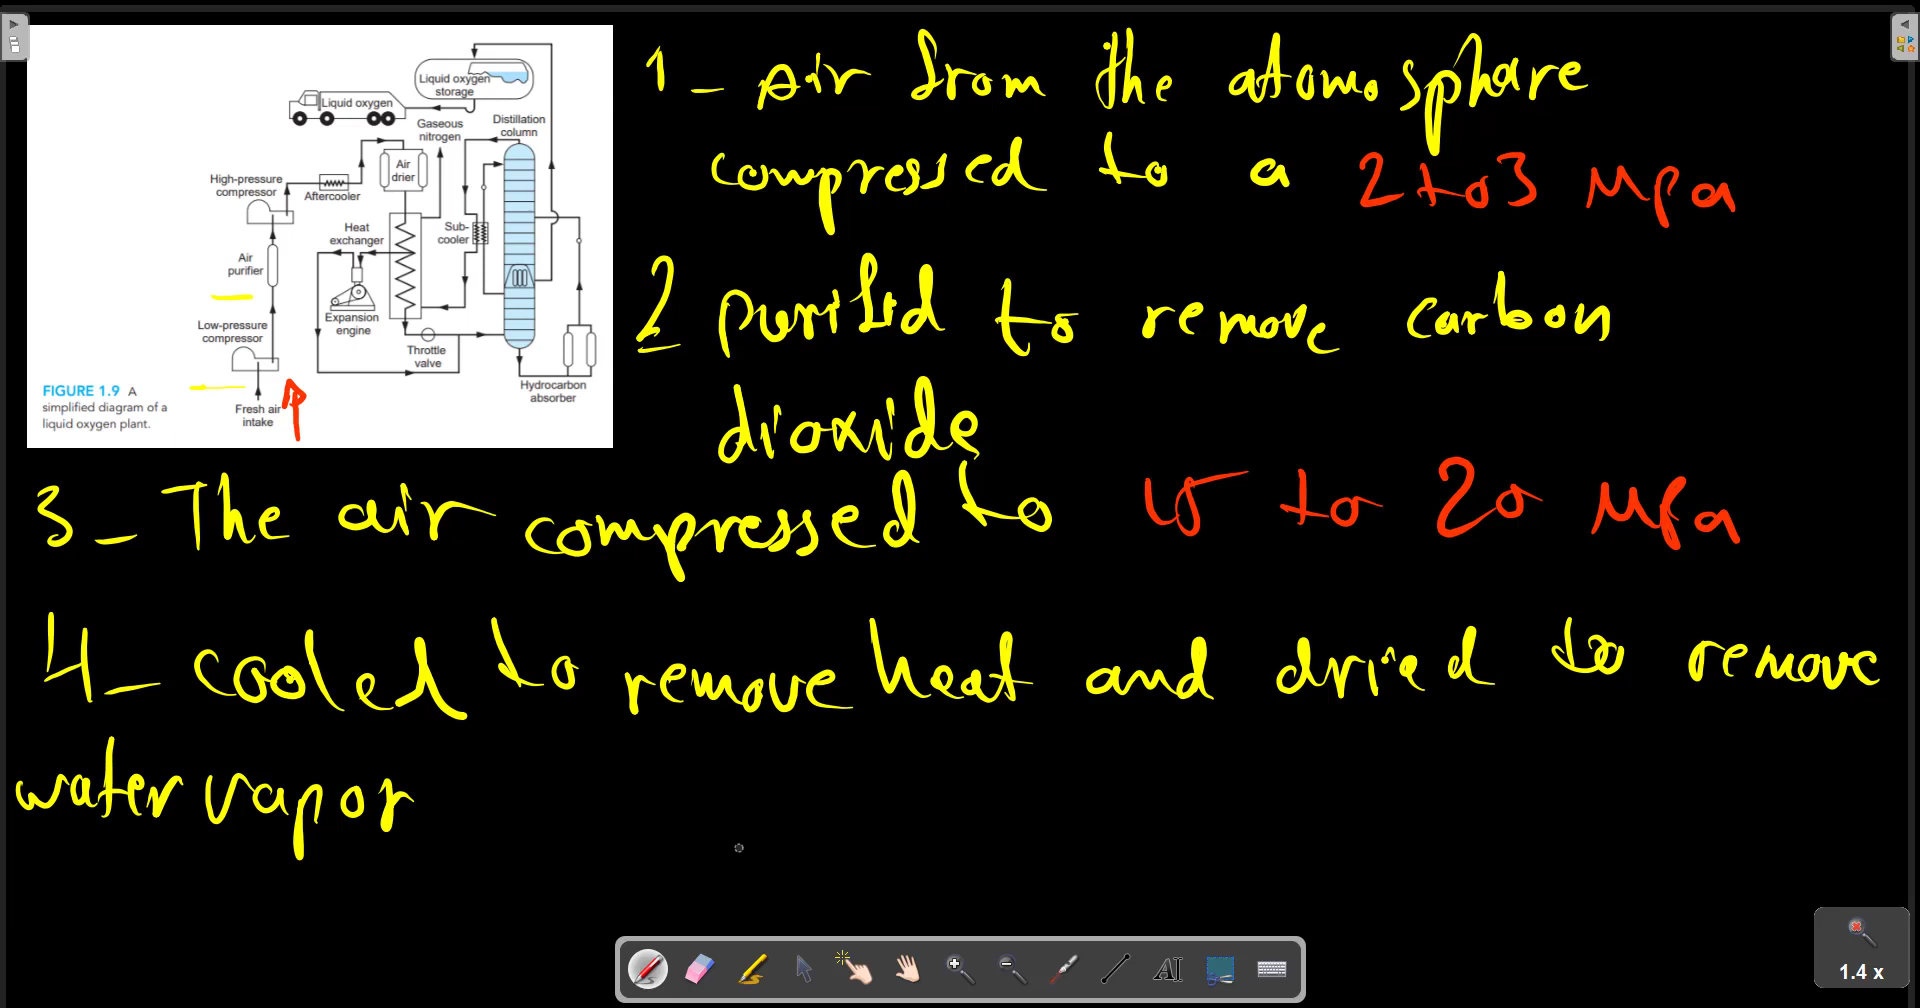 Liquid oxygen
storage
Liquid oxygen
Gaseous
nitrogen
Distillation
column
Air
drier
High-pressure
compressor
Aftercooler
Heat
exchanger
Sub-
cooler
Air
purifier
Expansion
engine
Low-pressure
compressor
Throttle
valve
Hydrocarbon
absorber
Fresh air
intake
FIGURE 1.9 A
simplified diagram of a
liquid oxygen plant.
1 - Air from the atomosphare
compressed to a 2 to 3 Mpa
2 purified to remove carbon
dioxide
3 - The air compressed to 15 to 20 Mpa
4 - cooled to remove heat and dried to remove
water vapor
1.4 x